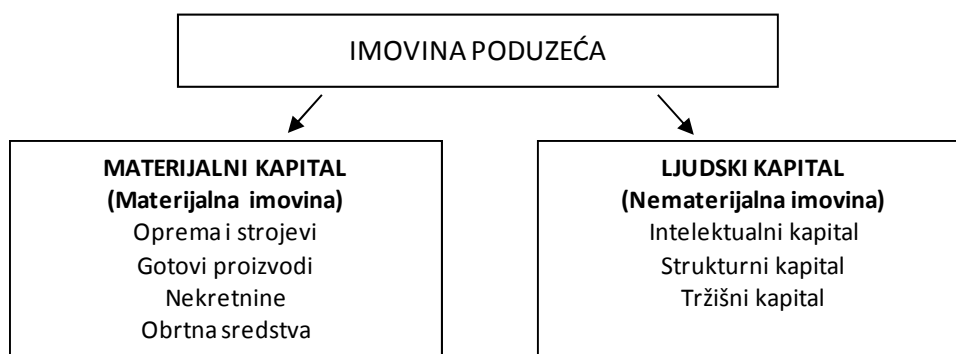 IMOVINA PODUZEĆA
MATERIJALNI KAPITAL
(Materijalna imovina)
Oprema i strojevi
Gotovi proizvodi
Nekretnine
Obrtna sredstva
LJUDSKI KAPITAL
(Nematerijalna imovina)
Intelektualni kapital
Strukturni kapital
Tržišni kapital